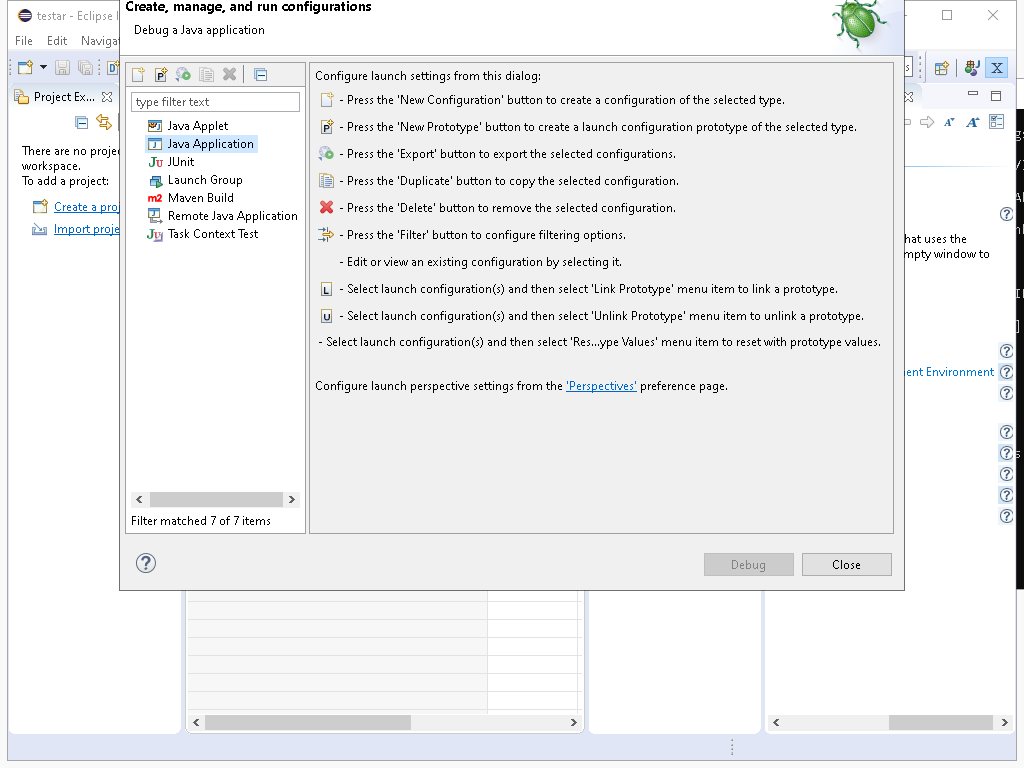 testar - Eclipse I
Create, manage, and run configurations
Debug a Java application
File Edit Naviga
Project Ex...
type filter text
Java Applet
Java Application
JUnit
Launch Group
Maven Build
Remote Java Application
Task Context Test
Filter matched 7 of 7 items
There are no proje
workspace.
To add a project:
Create a proj
Import proje
Configure launch settings from this dialog:
- Press the 'New Configuration' button to create a configuration of the selected type.
- Press the 'New Prototype' button to create a launch configuration prototype of the selected type.
- Press the 'Export' button to export the selected configurations.
- Press the 'Duplicate' button to copy the selected configuration.
- Press the 'Delete' button to remove the selected configuration.
- Press the 'Filter' button to configure filtering options.
- Edit or view an existing configuration by selecting it.
- Select launch configuration(s) and then select 'Link Prototype' menu item to link a prototype.
- Select launch configuration(s) and then select 'Unlink Prototype' menu item to unlink a prototype.
- Select launch configuration(s) and then select 'Res...ype Values' menu item to reset with prototype values.
Configure launch perspective settings from the 'Perspectives' preference page.
hat uses the
mpty window to
ent Environment
Debug
Close